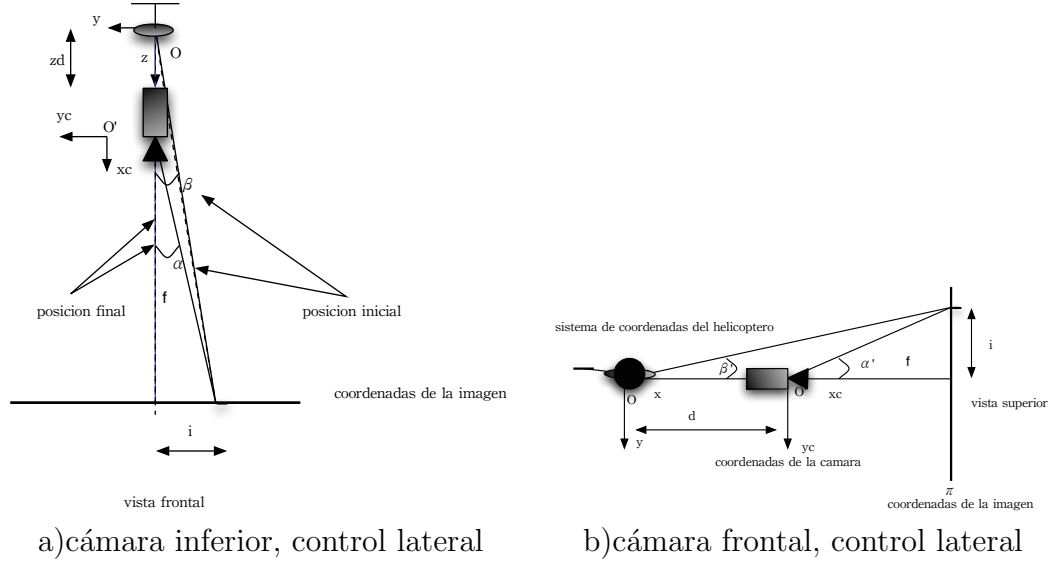 y
O
z
zd
yc
O'
xc
β
α
f
posicion final
posicion inicial
coordenadas de la imagen
i
vista frontal
a)cámara inferior, control lateral
sistema de coordenadas del helicoptero
β'
α'
f
i
O
x
O'
xc
vista superior
d
y
yc
coordenadas de la camara
π
coordenadas de la imagen
b)cámara frontal, control lateral